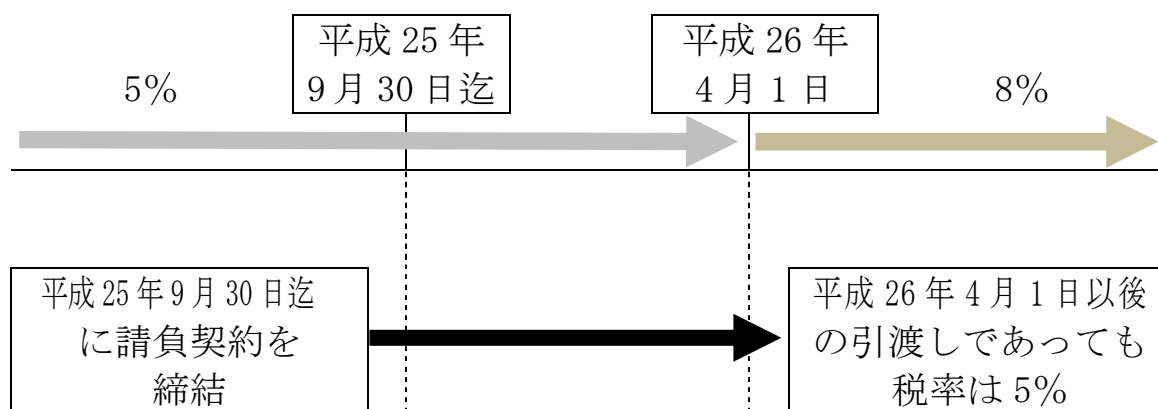 平成 25 年
9 月 30 日迄
平成 26 年
4 月 1 日
5%
8%
平成 25 年 9 月 30 日迄
に請負契約を
締結
平成 26 年 4 月 1 日以後
の引渡しであっても
税率は 5%